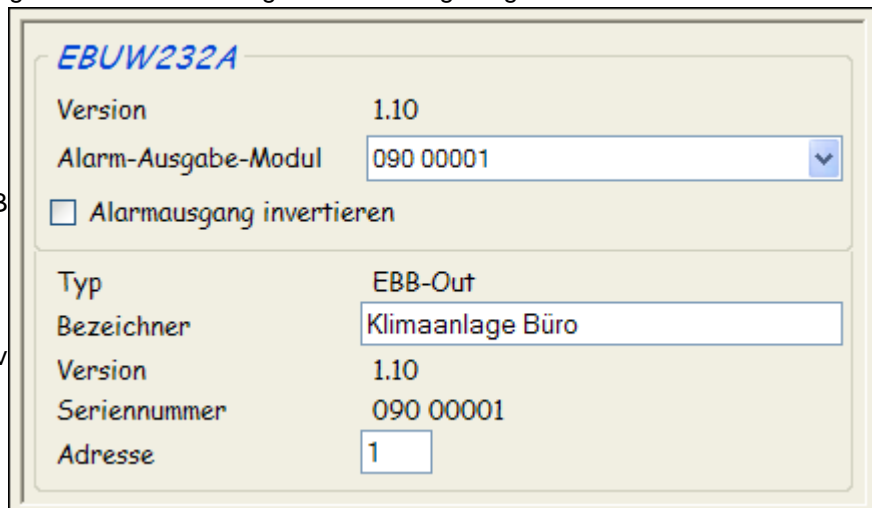 EBUW232A
Version 1.10
Alarm-Ausgabe-Modul 090 00001
Alarmausgang invertieren
Typ EBB-Out
Bezeichner Klimaanlage Büro
Version 1.10
Seriennummer 090 00001
Adresse 1